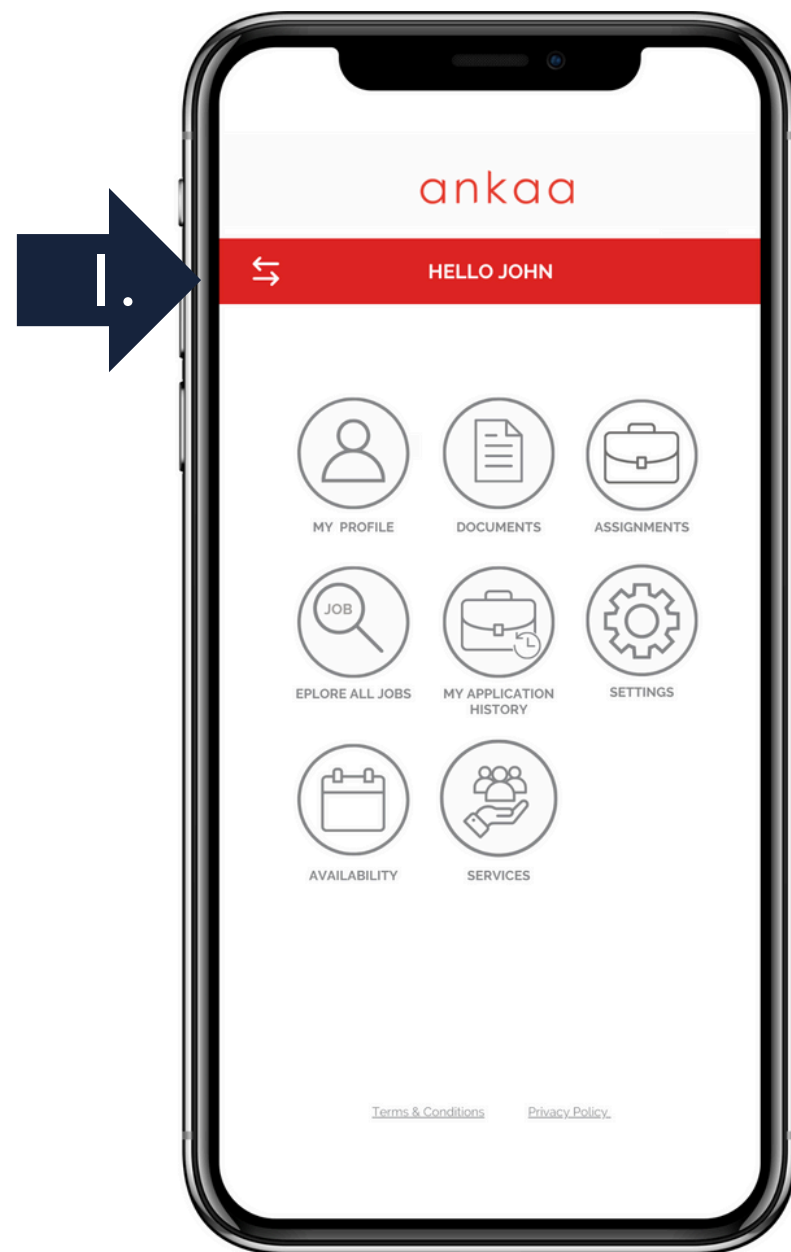 ankaa
1.
HELLO JOHN
MY PROFILE
DOCUMENTS
ASSIGNMENTS
JOB
EPLORE ALL JOBS
MY APPLICATION
HISTORY
SETTINGS
AVAILABILITY
SERVICES
Terms & Conditions
Privacy Policy